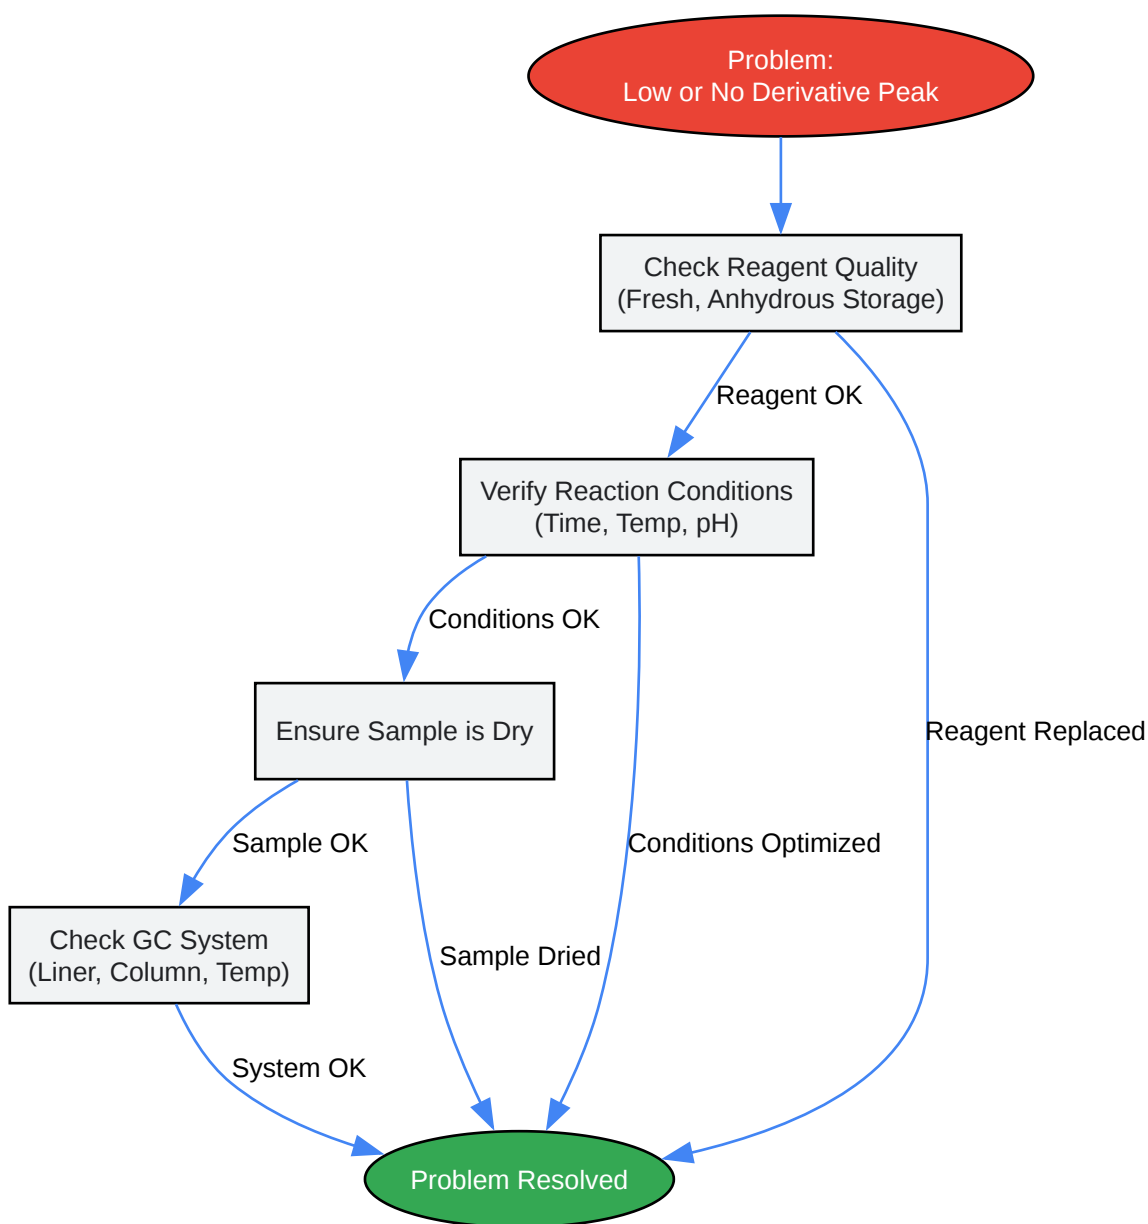 Problem:
Low or No Derivative Peak
Check Reagent Quality
(Fresh, Anhydrous Storage)
Reagent OK
Verify Reaction Conditions
(Time, Temp, pH)
Conditions OK
Ensure Sample is Dry
Reagent Replaced
Sample OK
Conditions Optimized
Check GC System
(Liner, Column, Temp)
Sample Dried
System OK
Problem Resolved